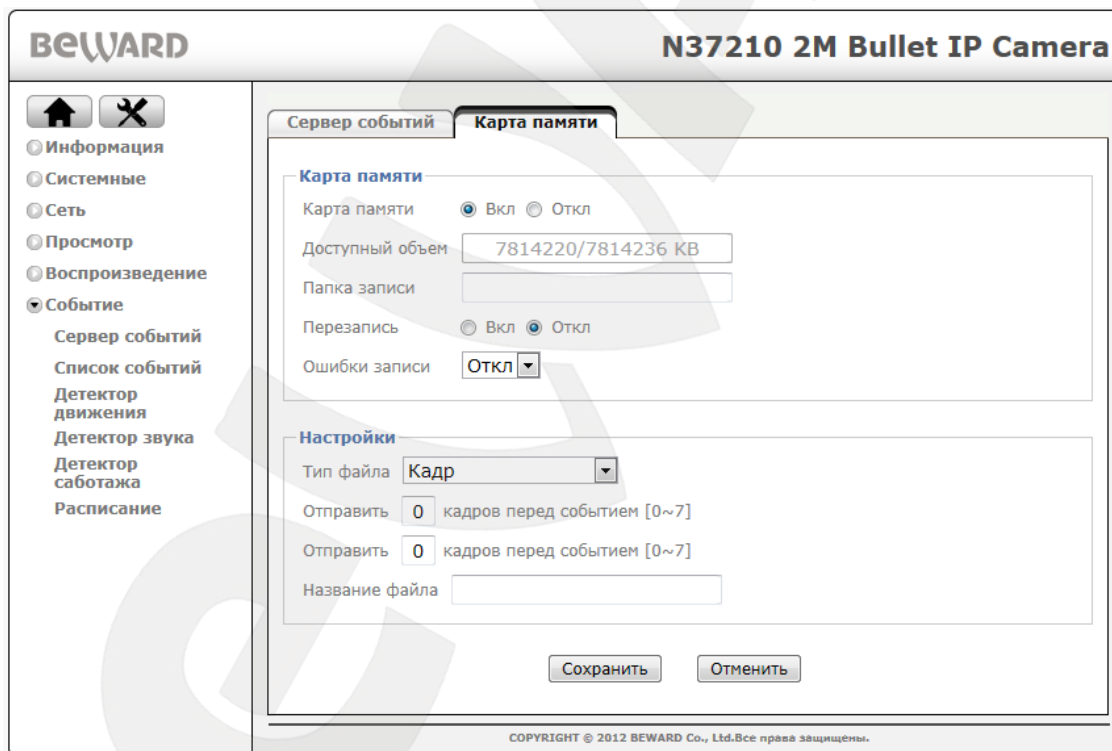 BEWARD
N37210 2M Bullet IP Camera
Информация
Системные
Сеть
Просмотр
Воспроизведение
Событие
Сервер событий
Список событий
Детектор
движения
Детектор звука
Детектор
саботажа
Расписание
Сервер событий Карта памяти
Карта памяти
Карта памяти Вкл Откл
Доступный объем 7814220/7814236 KB
Папка записи
Перезапись Вкл Откл
Ошибки записи Откл
Настройки
Тип файла Кадр
Отправить 0 кадров перед событием [0~7]
Отправить 0 кадров перед событием [0~7]
Название файла
Сохранить Отменить
COPYRIGHT © 2012 BEWARD Co., Ltd.Все права защищены.